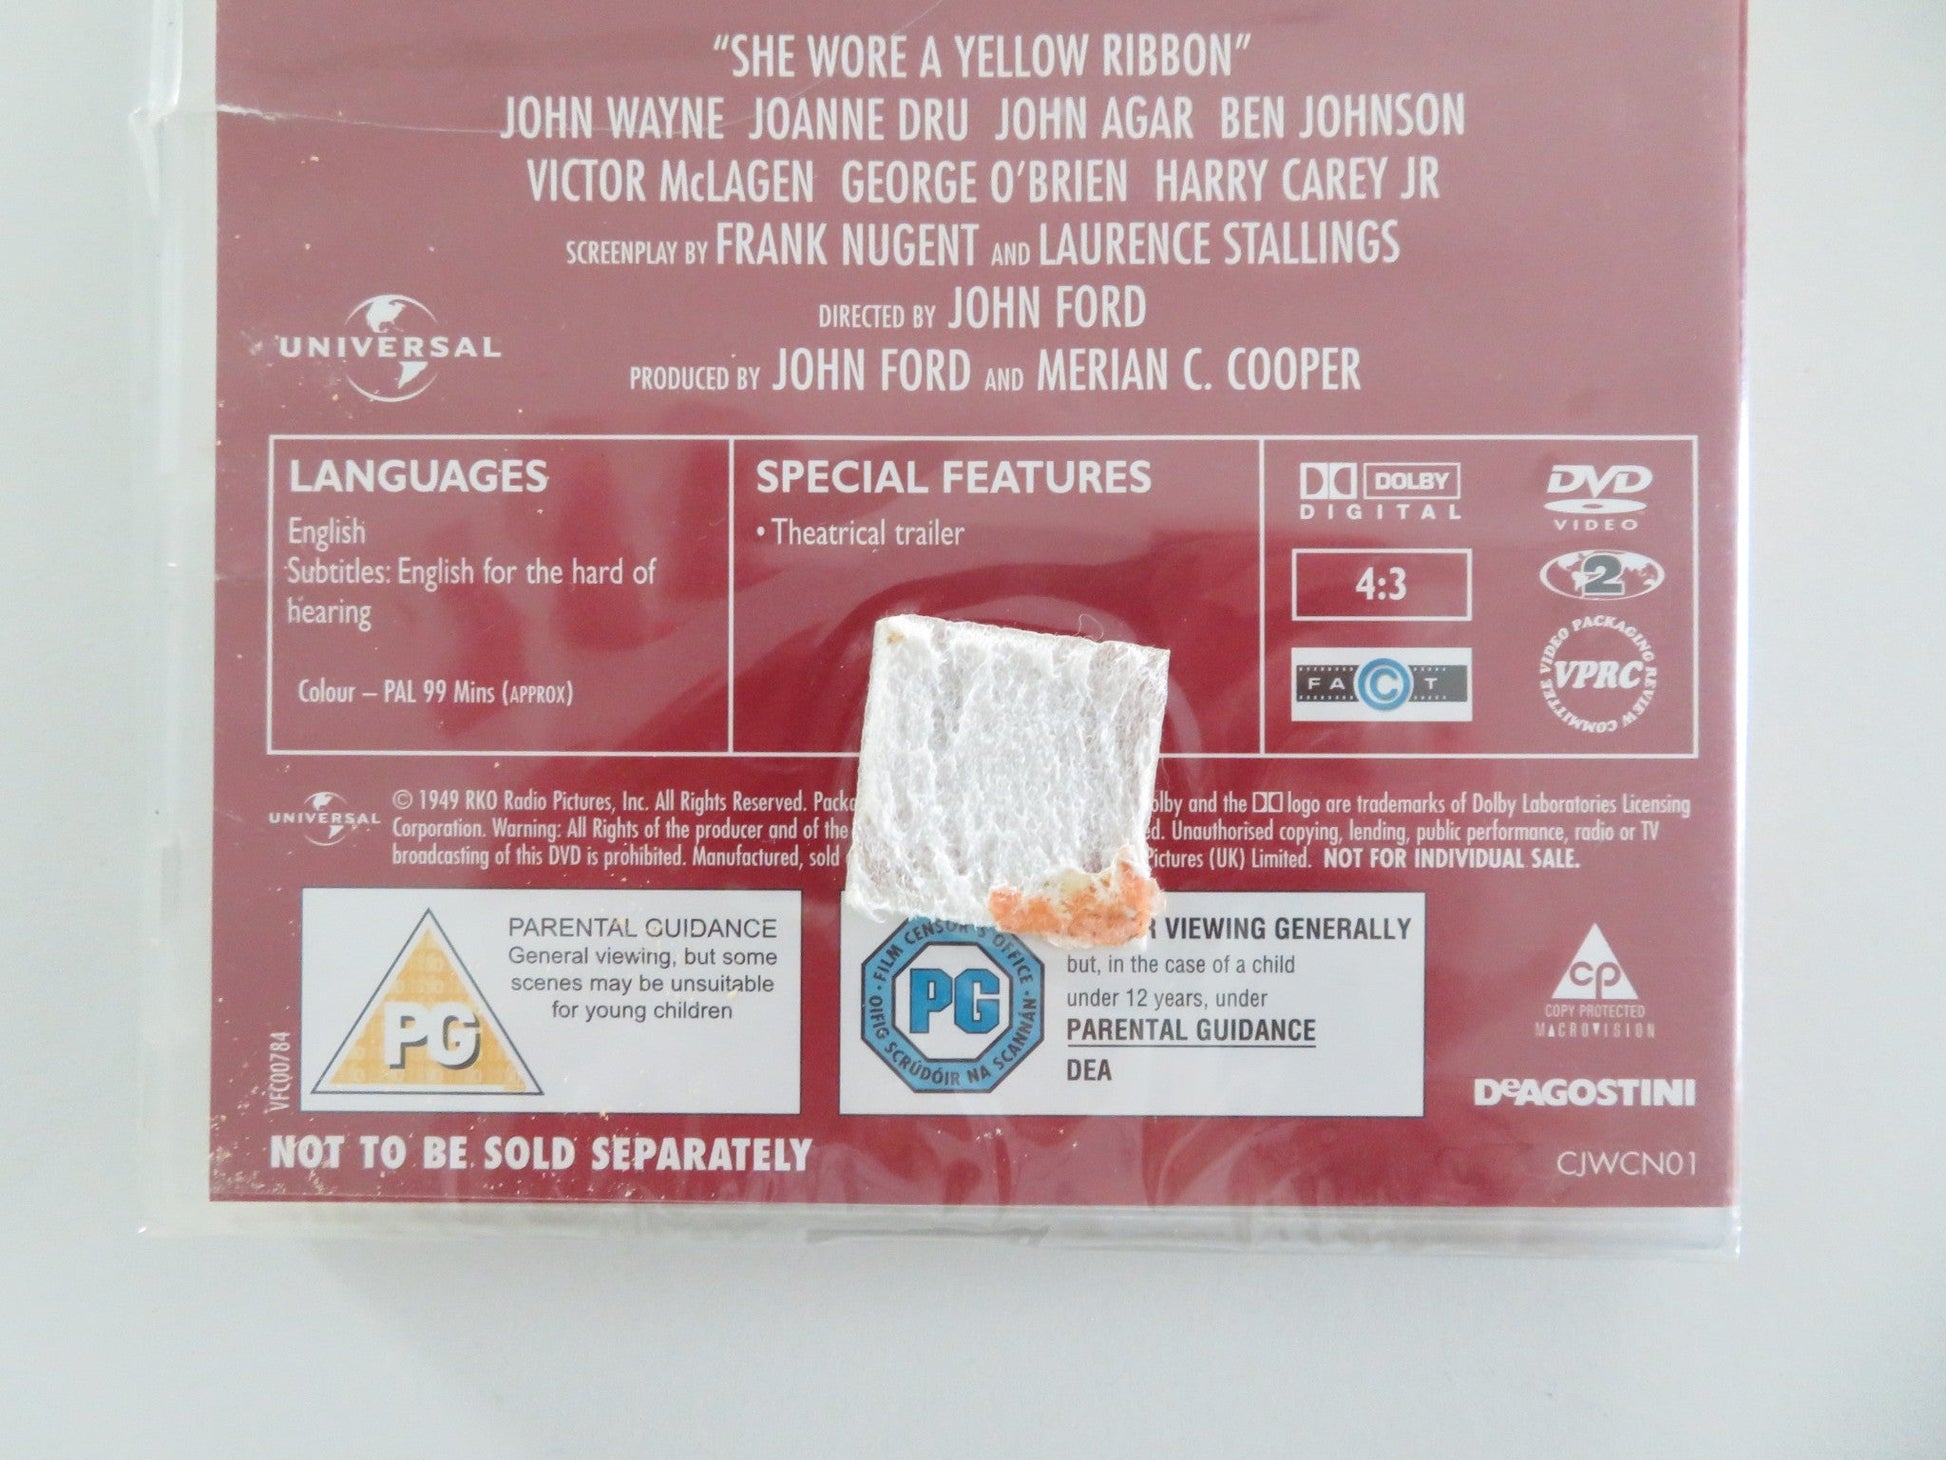 "SHE WORE A YELLOW RIBBON"
JOHN WAYNE JOANNE DRU JOHN AGAR BEN JOHNSON
VICTOR McLAGEN GEORGE O'BRIEN HARRY CAREY JR
SCREENPLAY BY FRANK NUGENT AND LAURENCE STALLINGS
DIRECTED BY JOHN FORD
PRODUCED BY JOHN FORD AND MERIAN C. COOPER
UNIVERSAL
LANGUAGES
English
Subtitles: English for the hard of
hearing
Colour – PAL 99 Mins (APPROX)
SPECIAL FEATURES
• Theatrical trailer
DOLBY
DIGITAL
DVD
VIDEO
4:3
2
FACT
VIDEO PACKAGING REVIEW COMMITTEE
VPRC
UNIVERSAL
© 1949 RKO Radio Pictures, Inc. All Rights Reserved. and the logo are trademarks of Dolby Laboratories Licensing
Corporation. Warning: All Rights of the producer and of the Unauthorised copying, lending, public performance, radio or TV
broadcasting of this DVD is prohibited. Manufactured, sold (UK) Limited. NOT FOR INDIVIDUAL SALE.
PG
PARENTAL GUIDANCE
General viewing, but some
scenes may be unsuitable
for young children
FILM CENSOR'S OFFICE
PG
OIFIG SCRÚDÓIR NA SCANNÁN
VIEWING GENERALLY
but, in the case of a child
under 12 years, under
PARENTAL GUIDANCE
DEA
CP
COPY PROTECTED
MACROVISION
DeAGOSTINI
VFC00784
NOT TO BE SOLD SEPARATELY
CJWCN01